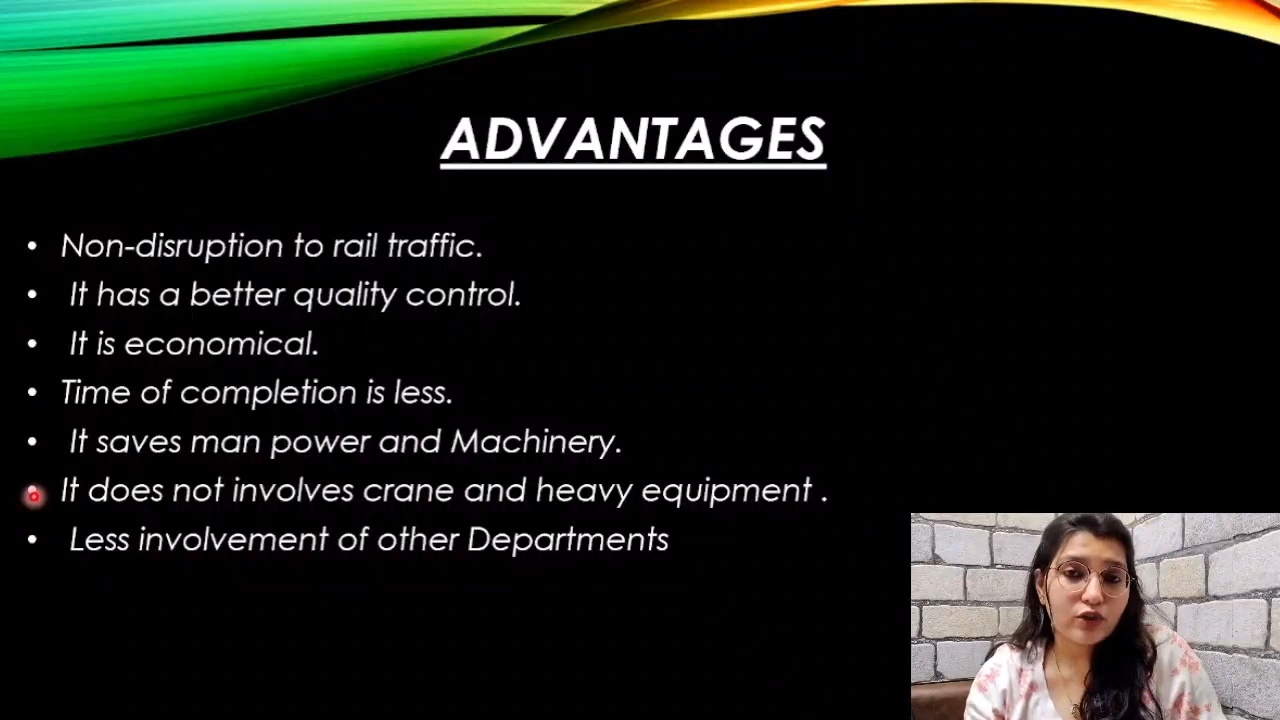 ADVANTAGES
• Non-disruption to rail traffic.
• It has a better quality control.
• It is economical.
• Time of completion is less.
• It saves man power and Machinery.
• It does not involves crane and heavy equipment .
• Less involvement of other Departments